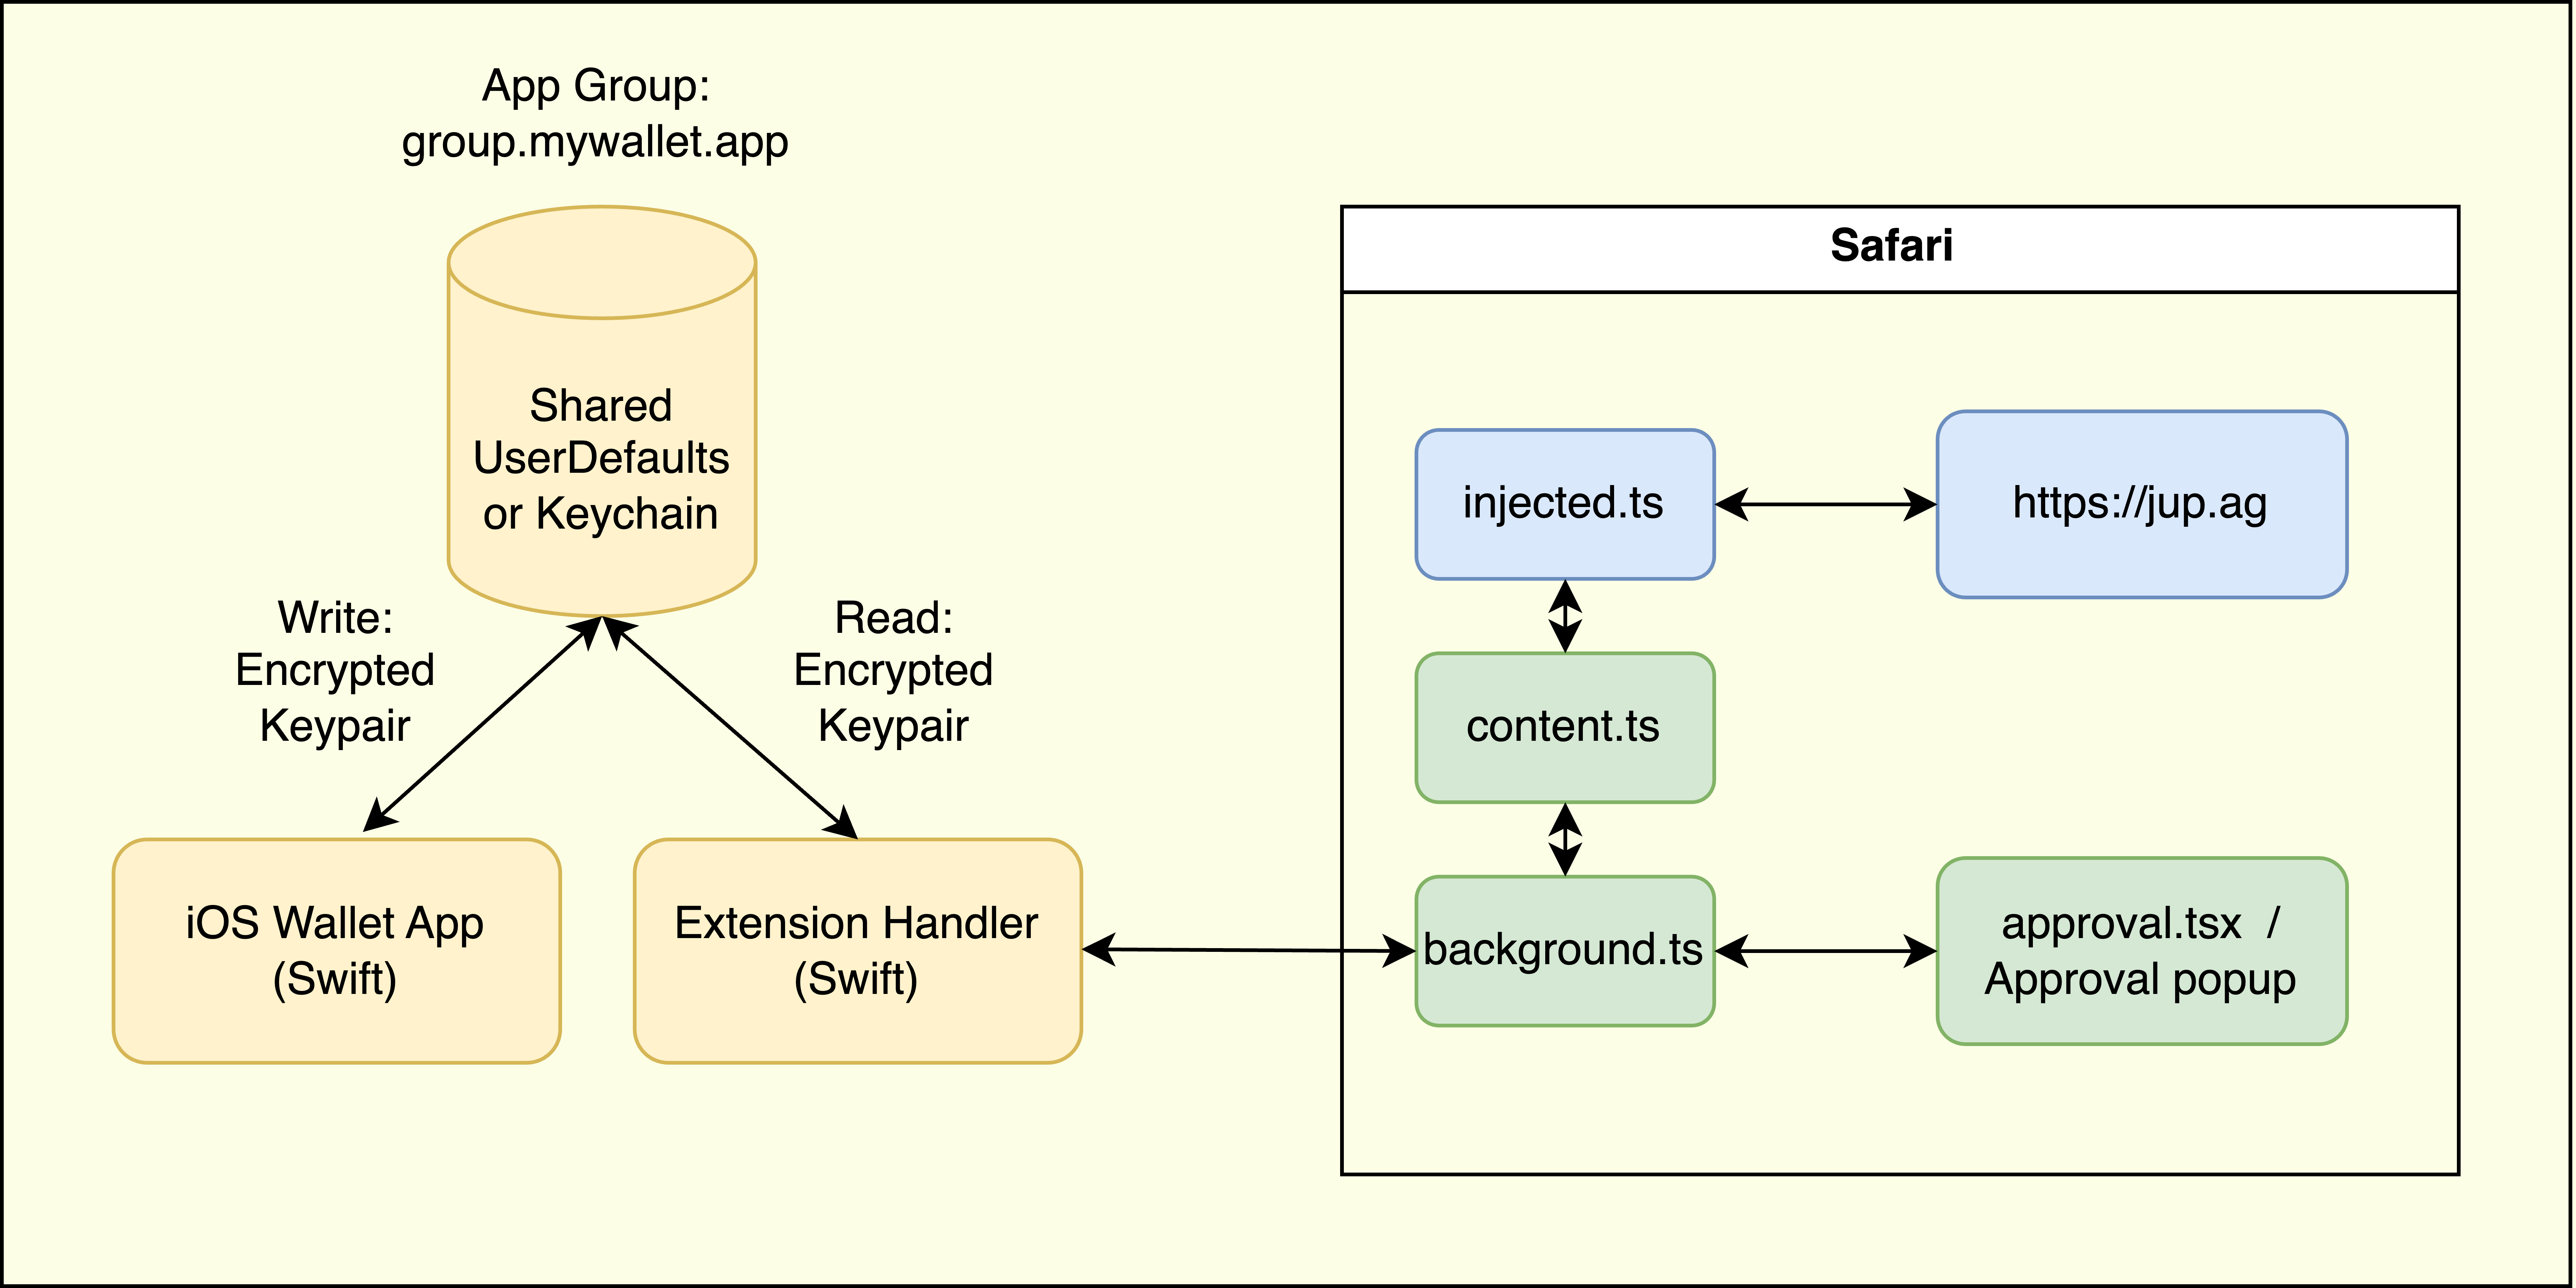 App Group:
group.mywallet.app
Shared
UserDefaults
or Keychain
Write:
Encrypted
Keypair
Read:
Encrypted
Keypair
iOS Wallet App
(Swift)
Extension Handler
(Swift)
Safari
injected.ts
https://jup.ag
content.ts
background.ts
approval.tsx /
Approval popup